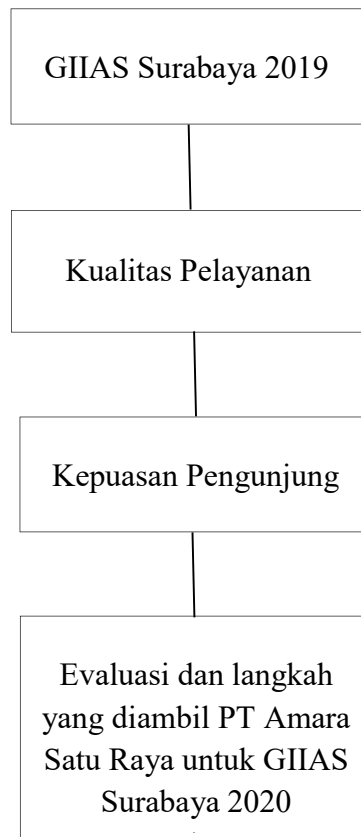 GIIAS Surabaya 2019
Kualitas Pelayanan
Kepuasan Pengunjung
Evaluasi dan langkah
yang diambil PT Amara
Satu Raya untuk GIIAS
Surabaya 2020